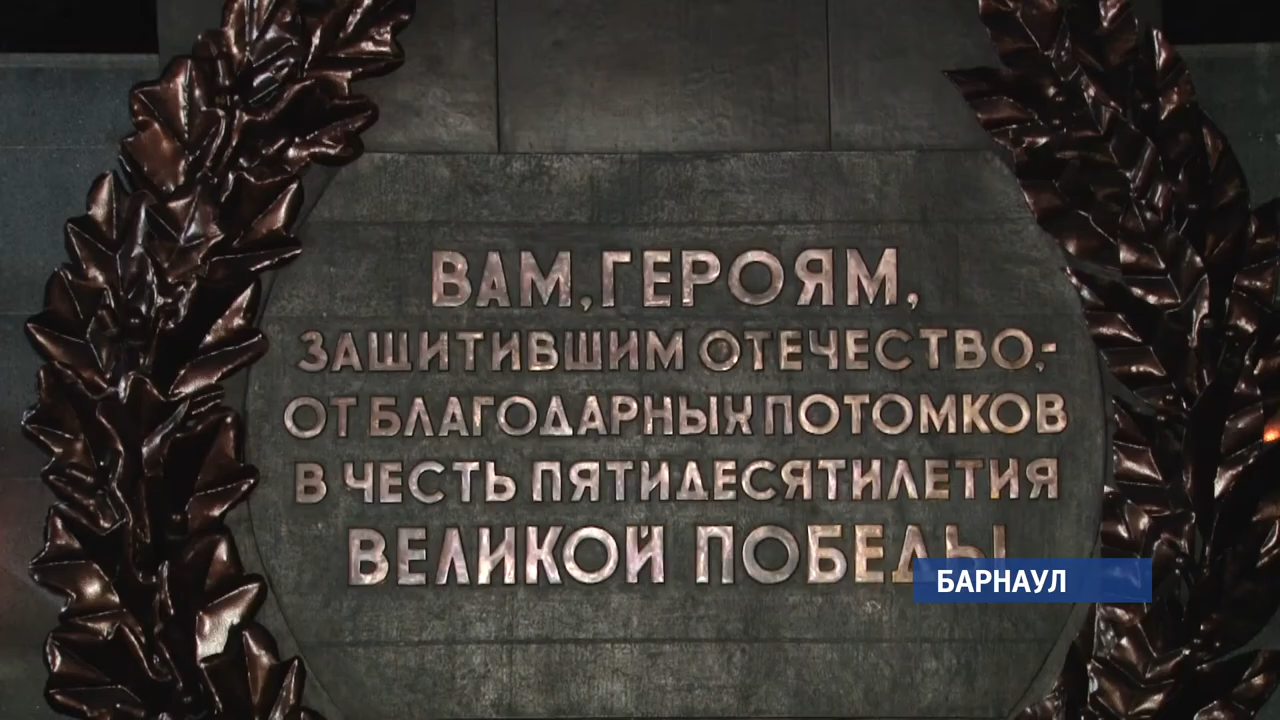 ВАМ, ГЕРОЯМ,
ЗАЩИТИВШИМ ОТЕЧЕСТВО,-
ОТ БЛАГОДАРНЫХ ПОТОМКОВ
В ЧЕСТЬ ПЯТИДЕСЯТИЛЕТИЯ
ВЕЛИКОЙ ПОБЕДЫ
БАРНАУЛ